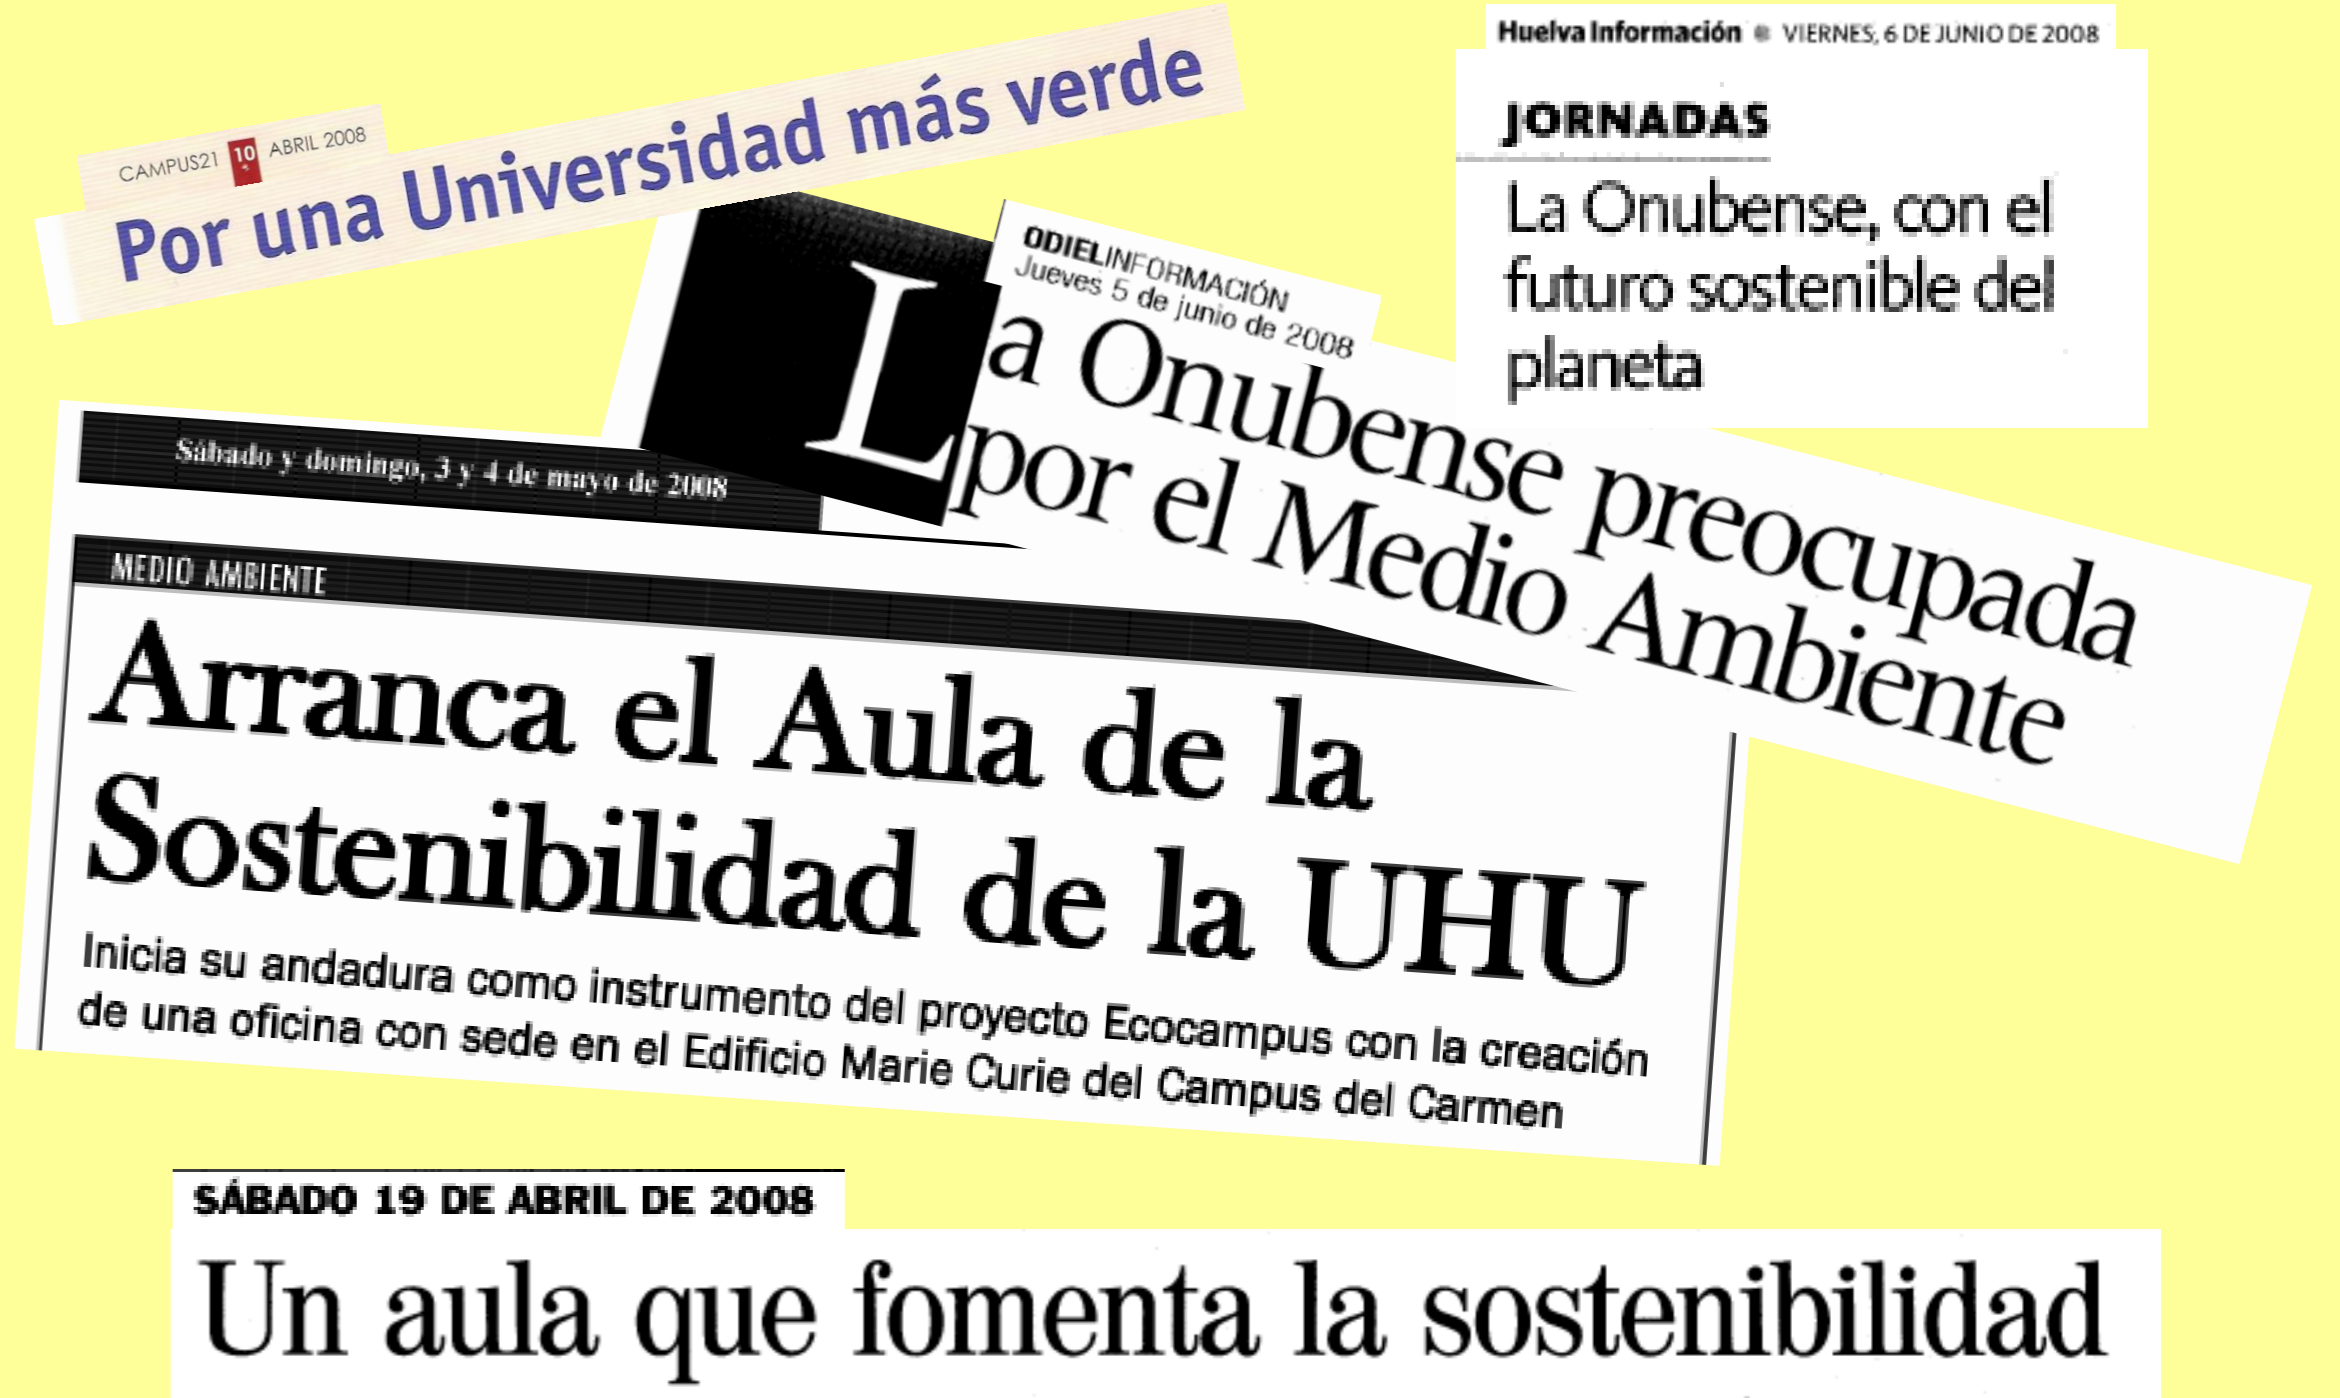 CAMPUS21 10 ABRIL 2008
Por una Universidad más verde
Huelva Información VIERNES, 6 DE JUNIO DE 2008
JORNADAS
La Onubense, con el
futuro sostenible del
planeta
ODIELINFORMACIÓN
Jueves 5 de junio de 2008
La Onubense preocupada
por el Medio Ambiente
Sábado y domingo, 3 y 4 de mayo de 2008
MEDIO AMBIENTE
Arranca el Aula de la
Sostenibilidad de la UHU
Inicia su andadura como instrumento del proyecto Ecocampus con la creación
de una oficina con sede en el Edificio Marie Curie del Campus del Carmen
SÁBADO 19 DE ABRIL DE 2008
Un aula que fomenta la sostenibilidad